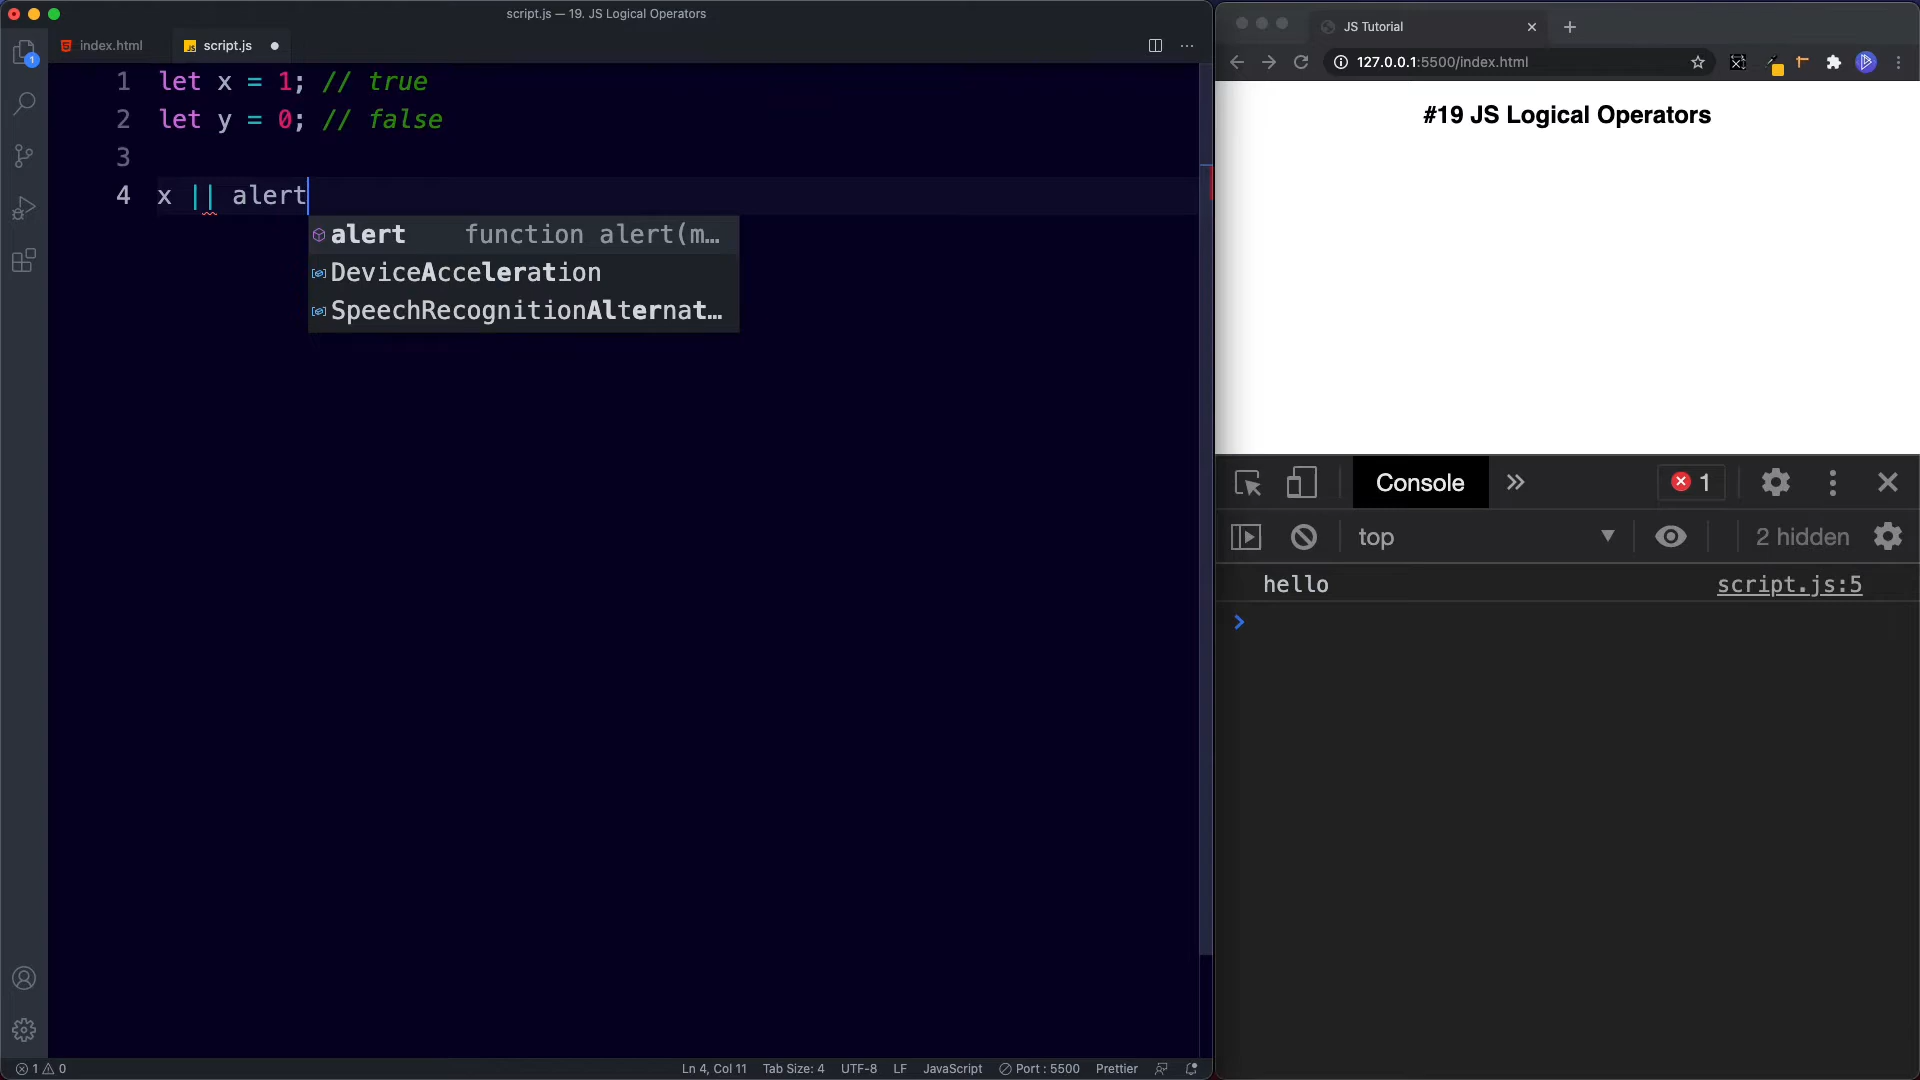 script.js — 19. JS Logical Operators
index.html
script.js
1 let x = 1; // true
2 let y = 0; // false
3
4 x || alert
alert function alert(m…
DeviceAcceleration
SpeechRecognitionAlternat…
1
1 0
Ln 4, Col 11 Tab Size: 4 UTF-8 LF JavaScript Port : 5500 Prettier
JS Tutorial
127.0.0.1:5500/index.html
#19 JS Logical Operators
Console 1
top 2 hidden
hello script.js:5